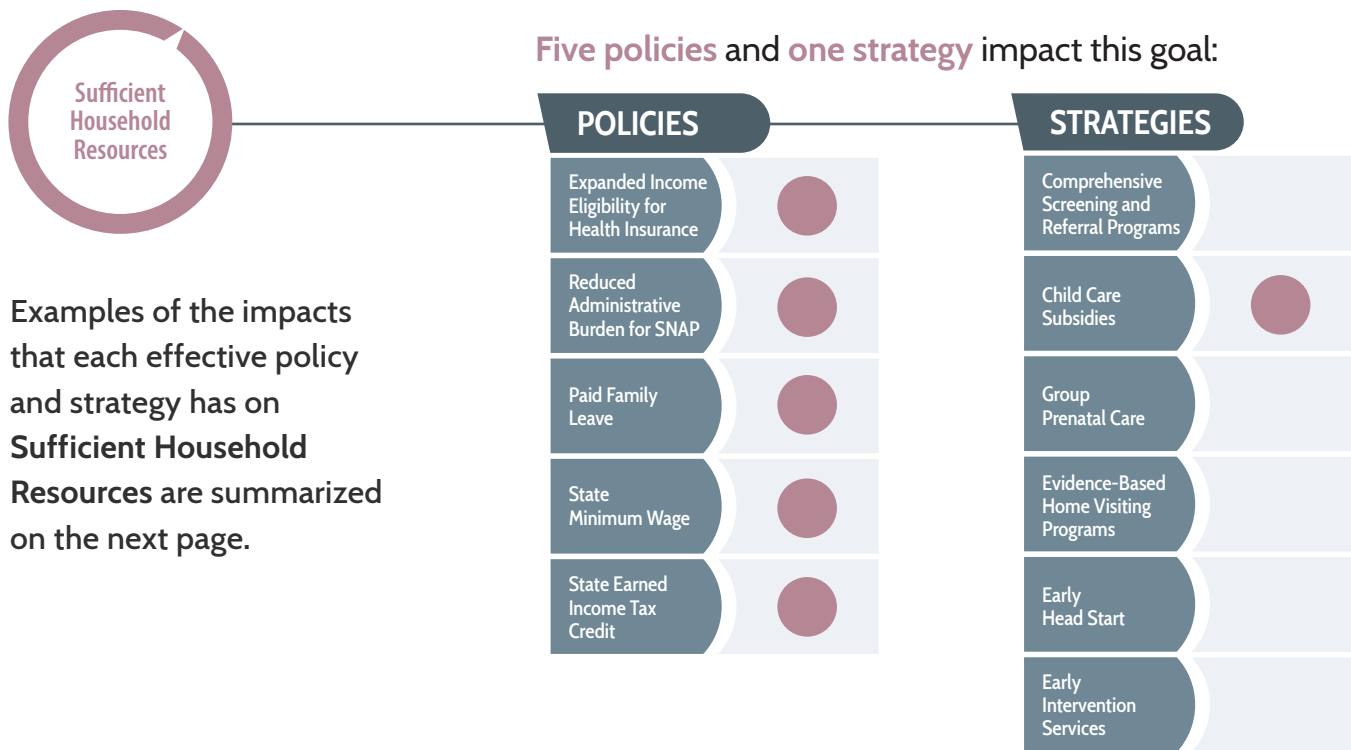 Sufficient
Household
Resources
Five policies and one strategy impact this goal:
Examples of the impacts
that each effective policy
and strategy has on
Sufficient Household
Resources are summarized
on the next page.
POLICIES
Expanded Income
Eligibility for
Health Insurance
Reduced
Administrative
Burden for SNAP
Paid Family
Leave
State
Minimum Wage
State Earned
Income Tax
Credit
STRATEGIES
Comprehensive
Screening and
Referral Programs
Child Care
Subsidies
Group
Prenatal Care
Evidence-Based
Home Visiting
Programs
Early
Head Start
Early
Intervention
Services